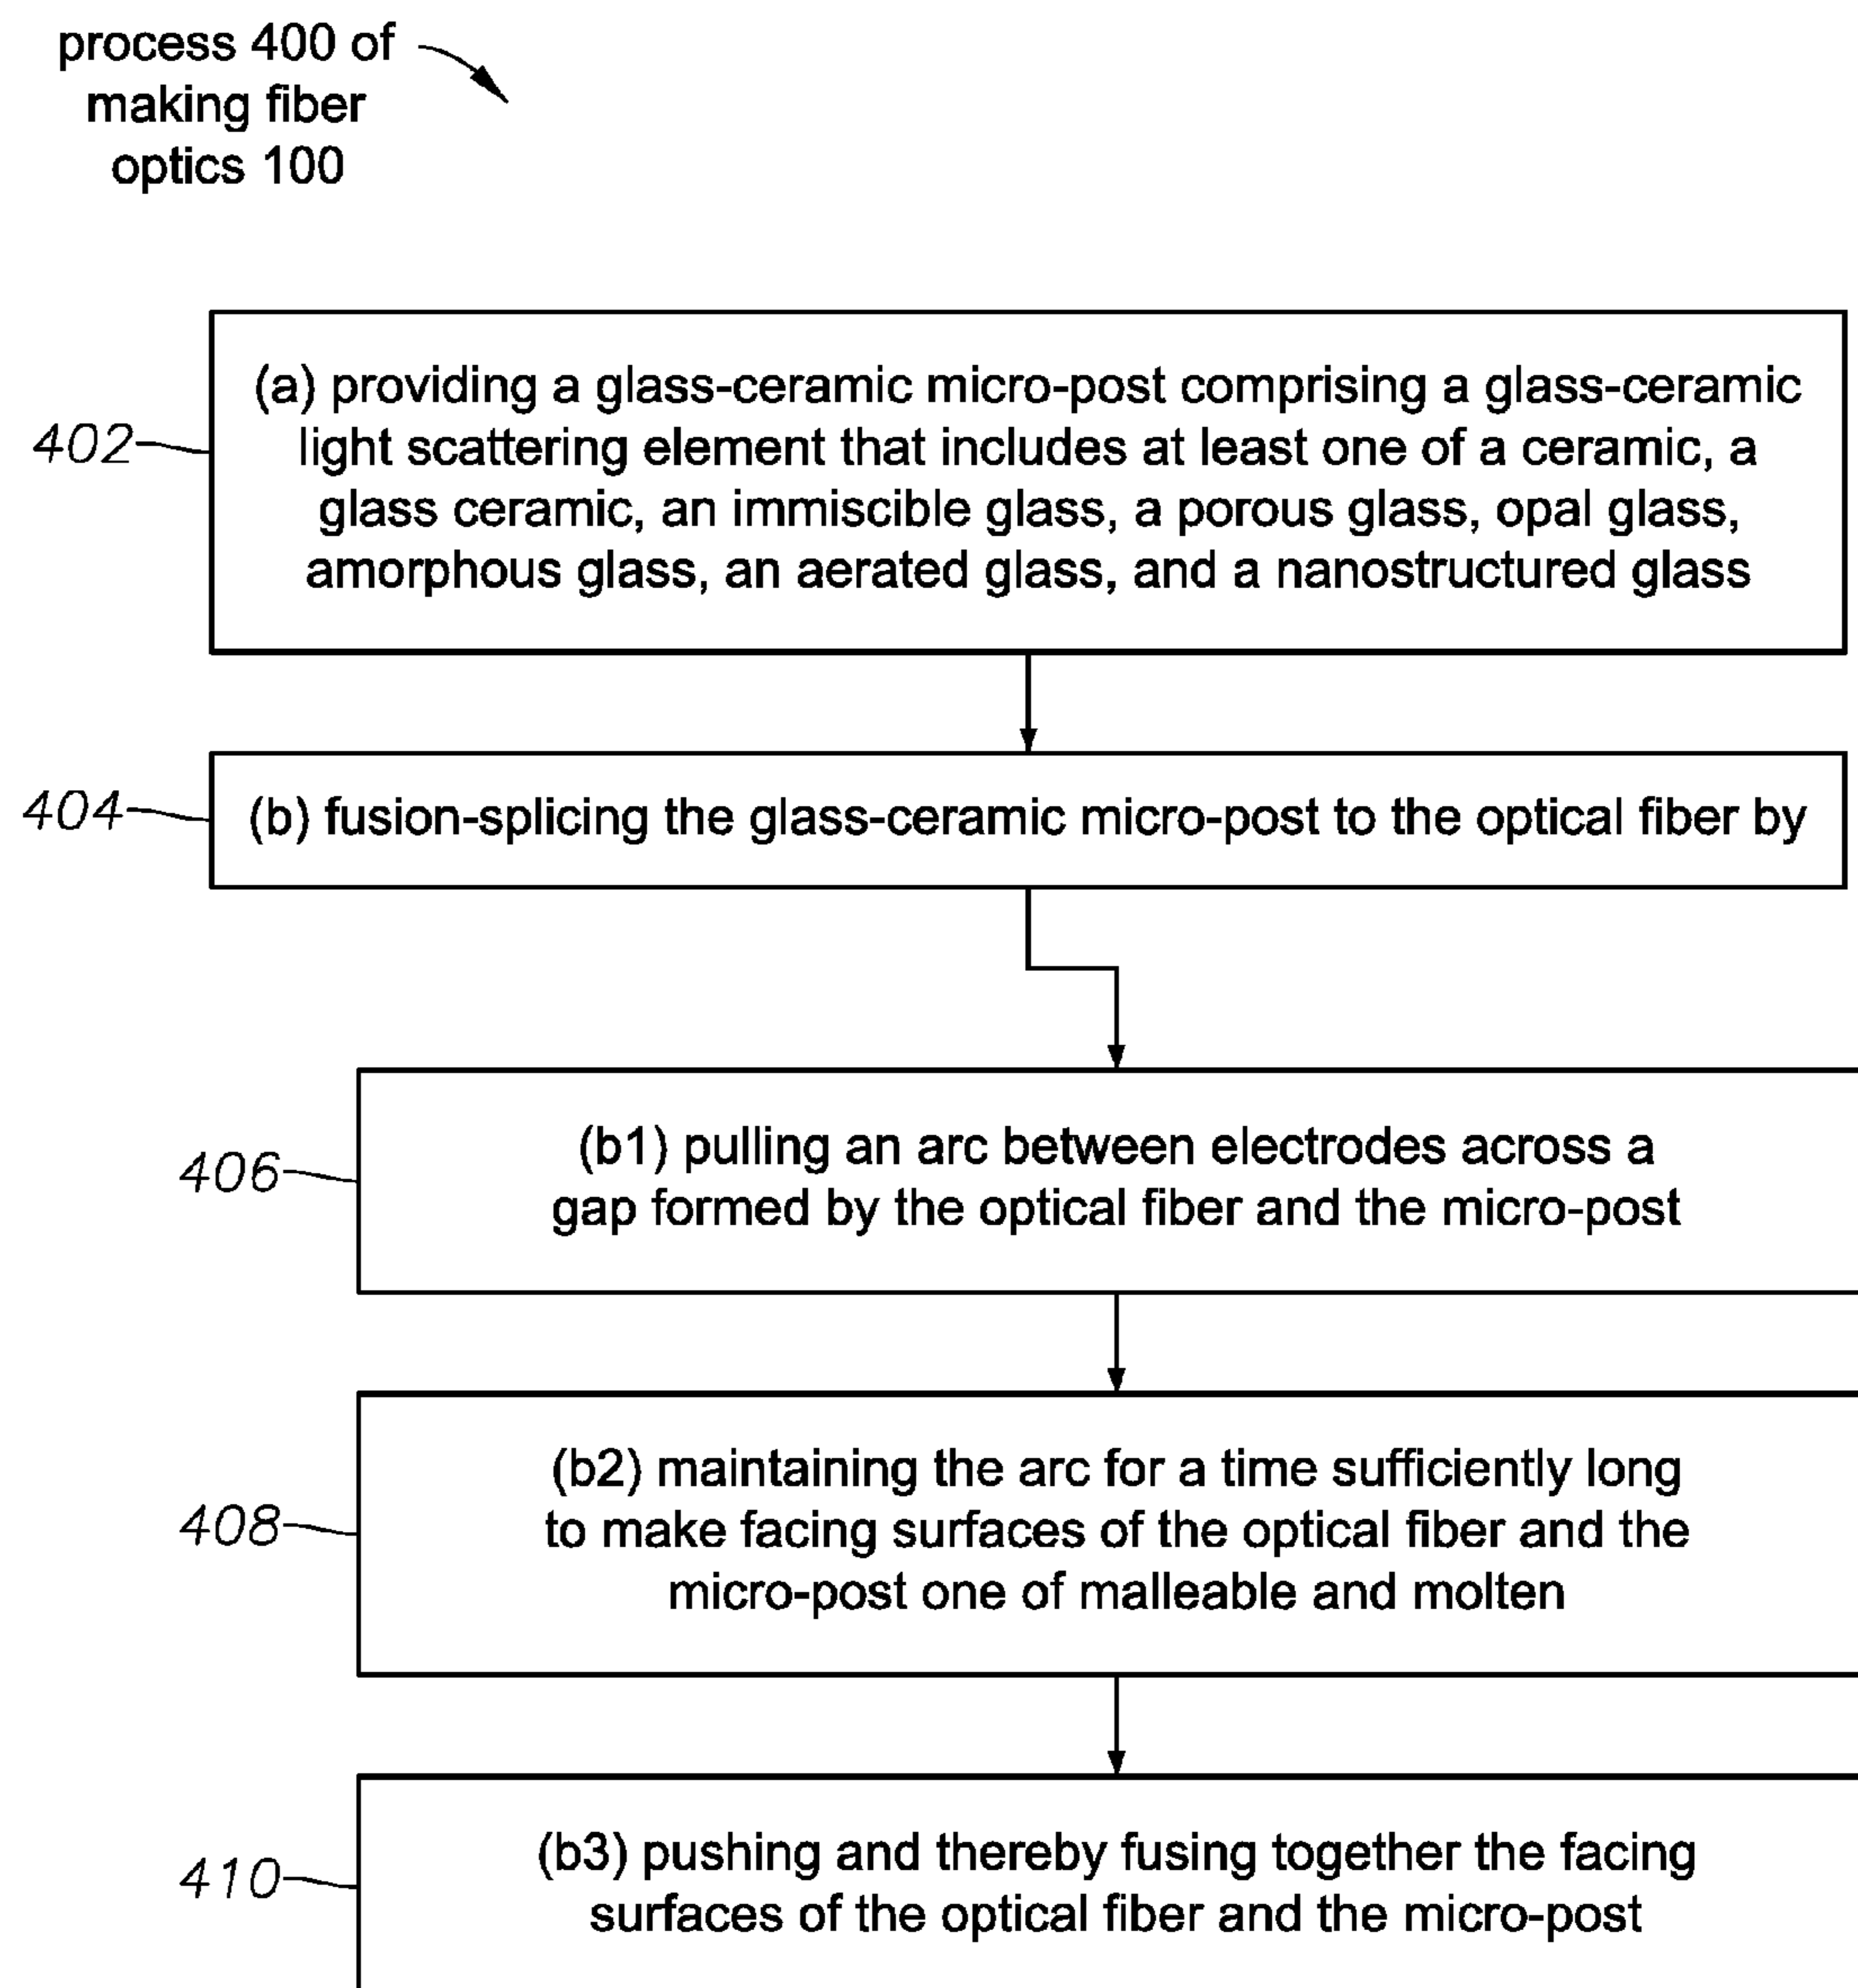 process 400 of
making fiber
optics 100
402
(a) providing a glass-ceramic micro-post comprising a glass-ceramic
light scattering element that includes at least one of a ceramic, a
glass ceramic, an immiscible glass, a porous glass, opal glass,
amorphous glass, an aerated glass, and a nanostructured glass
404
(b) fusion-splicing the glass-ceramic micro-post to the optical fiber by
406
(b1) pulling an arc between electrodes across a
gap formed by the optical fiber and the micro-post
408
(b2) maintaining the arc for a time sufficiently long
to make facing surfaces of the optical fiber and the
micro-post one of malleable and molten
410
(b3) pushing and thereby fusing together the facing
surfaces of the optical fiber and the micro-post